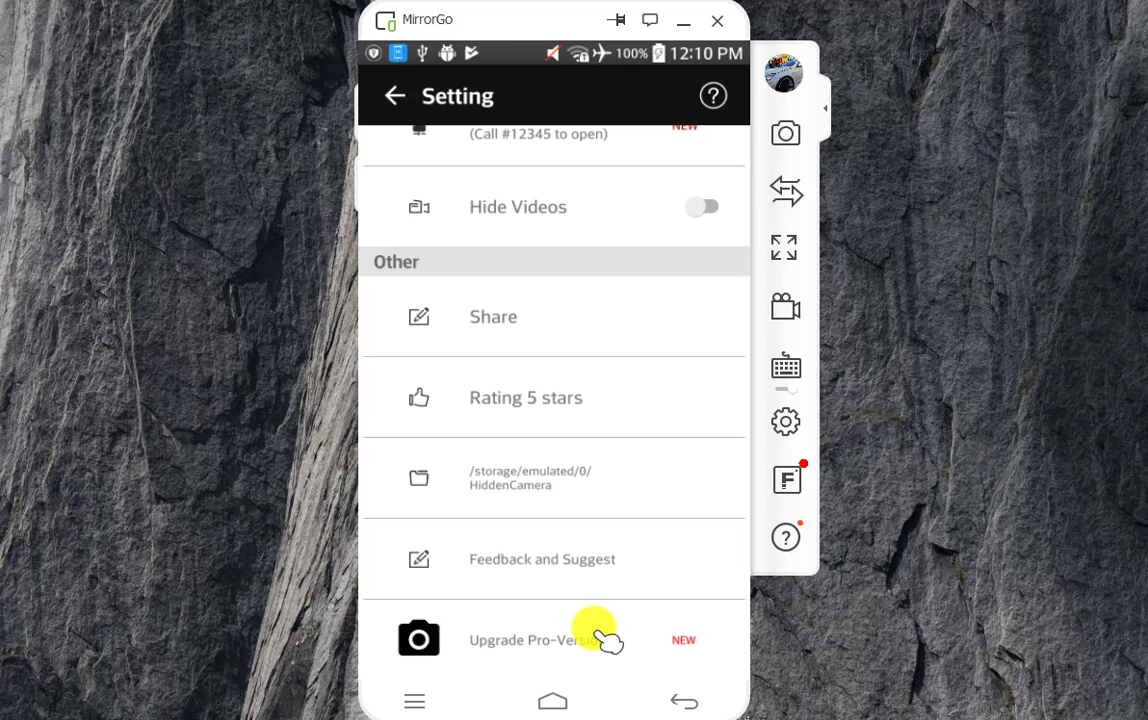 MirrorGo
100% 12:10 PM
Setting
(Call #12345 to open) NEW
Hide Videos
Other
Share
Rating 5 stars
/storage/emulated/0/
HiddenCamera
Feedback and Suggest
Upgrade Pro-Version NEW